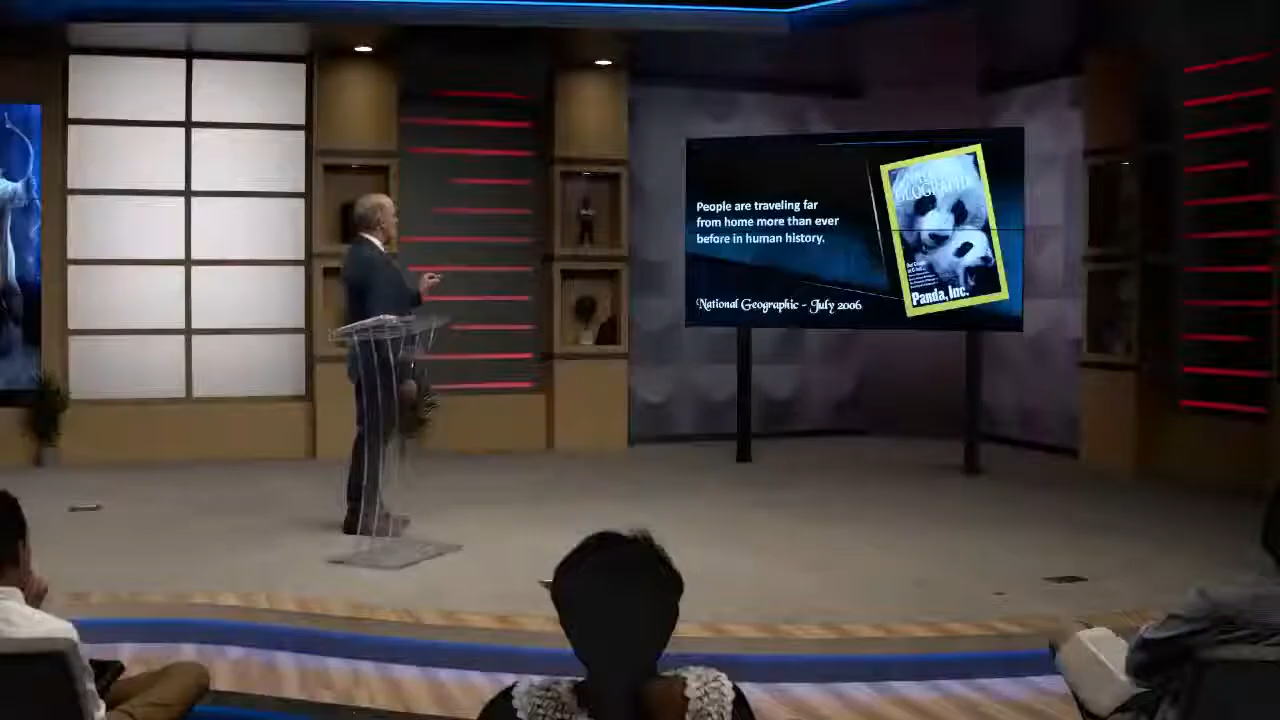 People are traveling far
from home more than ever
before in human history.
National Geographic - July 2006
GEOGRAPHIC
Panda, Inc.